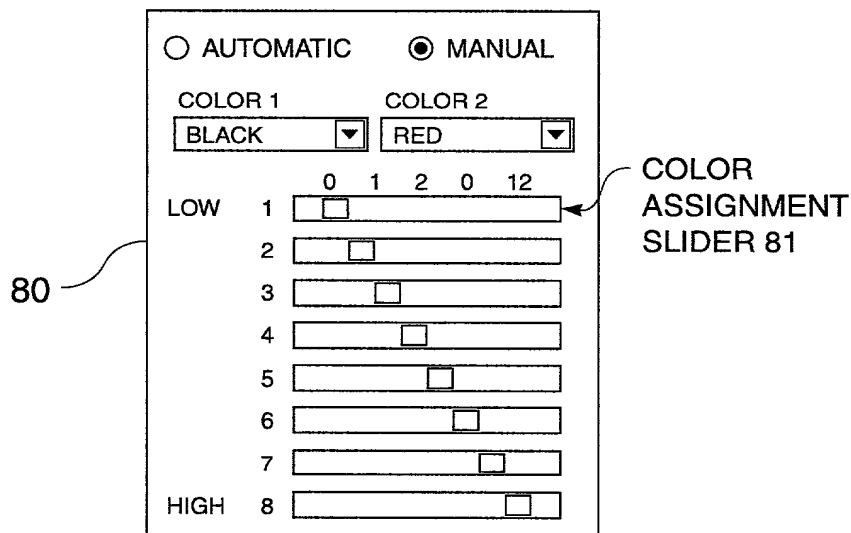 AUTOMATIC MANUAL
COLOR 1 COLOR 2
BLACK RED
0 1 2 0 12
LOW 1
2
3
4
5
6
7
HIGH 8
80
COLOR
ASSIGNMENT
SLIDER 81